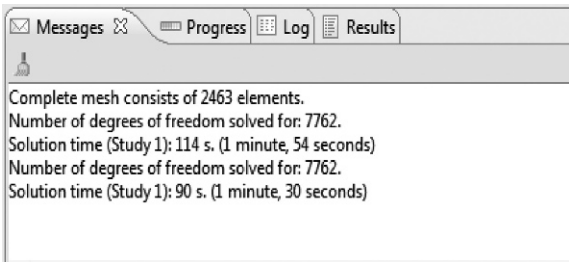 Messages Progress Log Results
Complete mesh consists of 2463 elements.
Number of degrees of freedom solved for: 7762.
Solution time (Study 1): 114 s. (1 minute, 54 seconds)
Number of degrees of freedom solved for: 7762.
Solution time (Study 1): 90 s. (1 minute, 30 seconds)